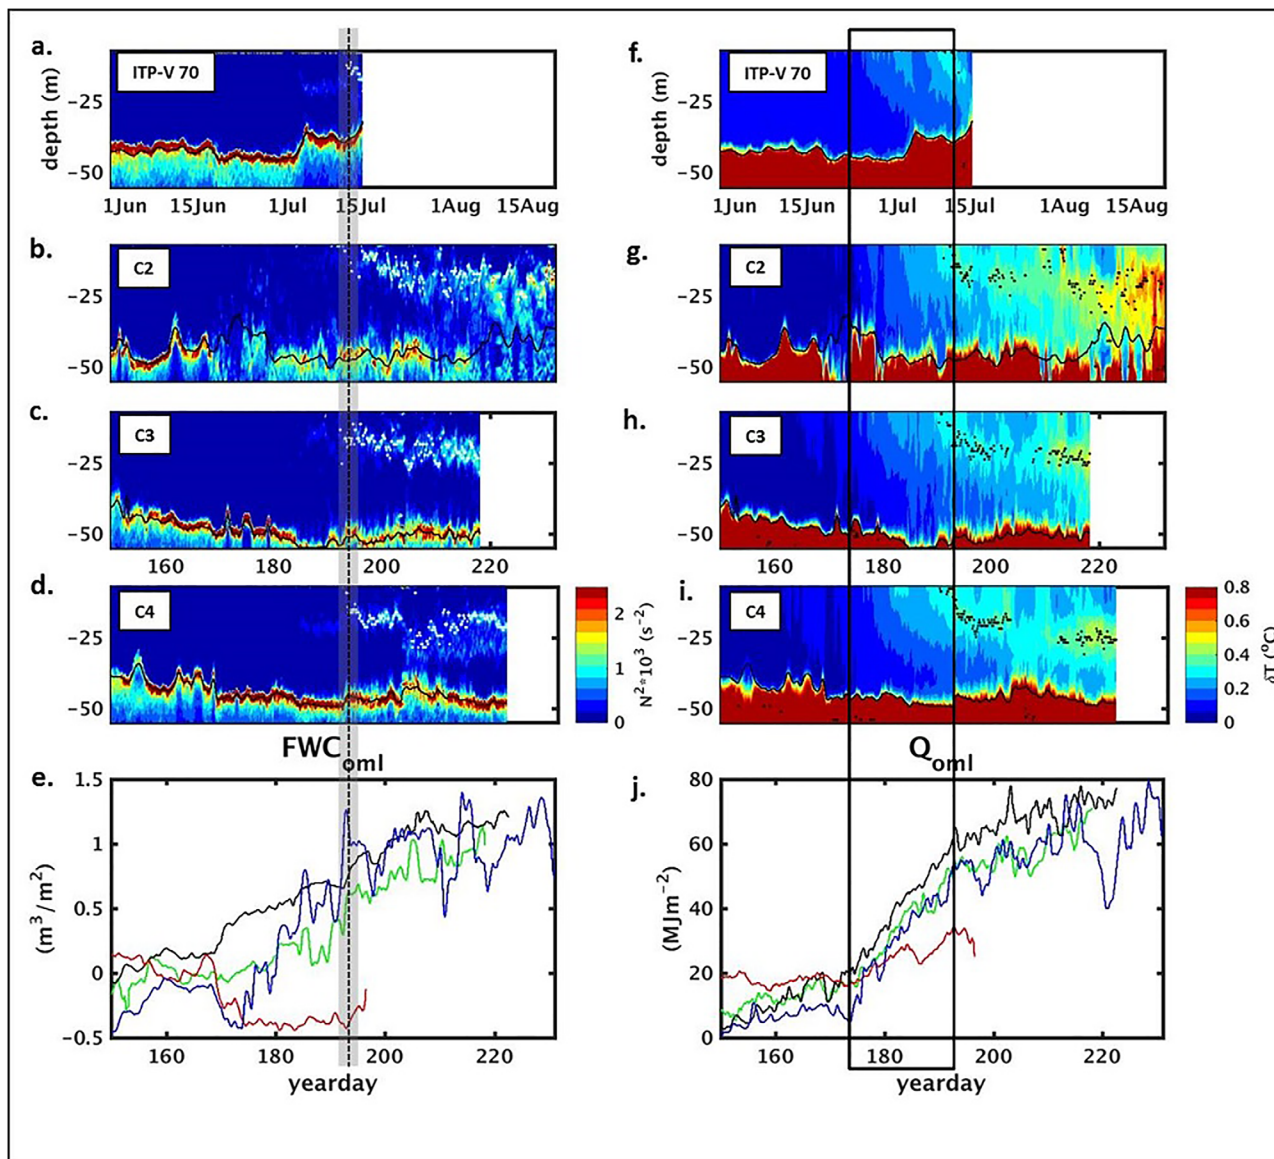 a.
ITP-V 70
depth (m)
−25
−50
1Jun 15Jun 1Jul 15Jul 1Aug 15Aug
b.
C2
−25
−50
c.
C3
−25
−50
160 180 200 220
d.
C4
−25
−50
2
1
0
N²*10³ (s⁻²)
FWComl
e.
1.5
1
0.5
0
−0.5
(m³/m²)
160 180 200 220
yearday
f.
ITP-V 70
depth (m)
−25
−50
1Jun 15Jun 1Jul 15Jul 1Aug 15Aug
g.
C2
−25
−50
h.
C3
−25
−50
160 180 200 220
i.
C4
−25
−50
0.8
0.6
0.4
0.2
0
δT (°C)
Qoml
j.
80
60
40
20
0
(MJm⁻²)
160 180 200 220
yearday